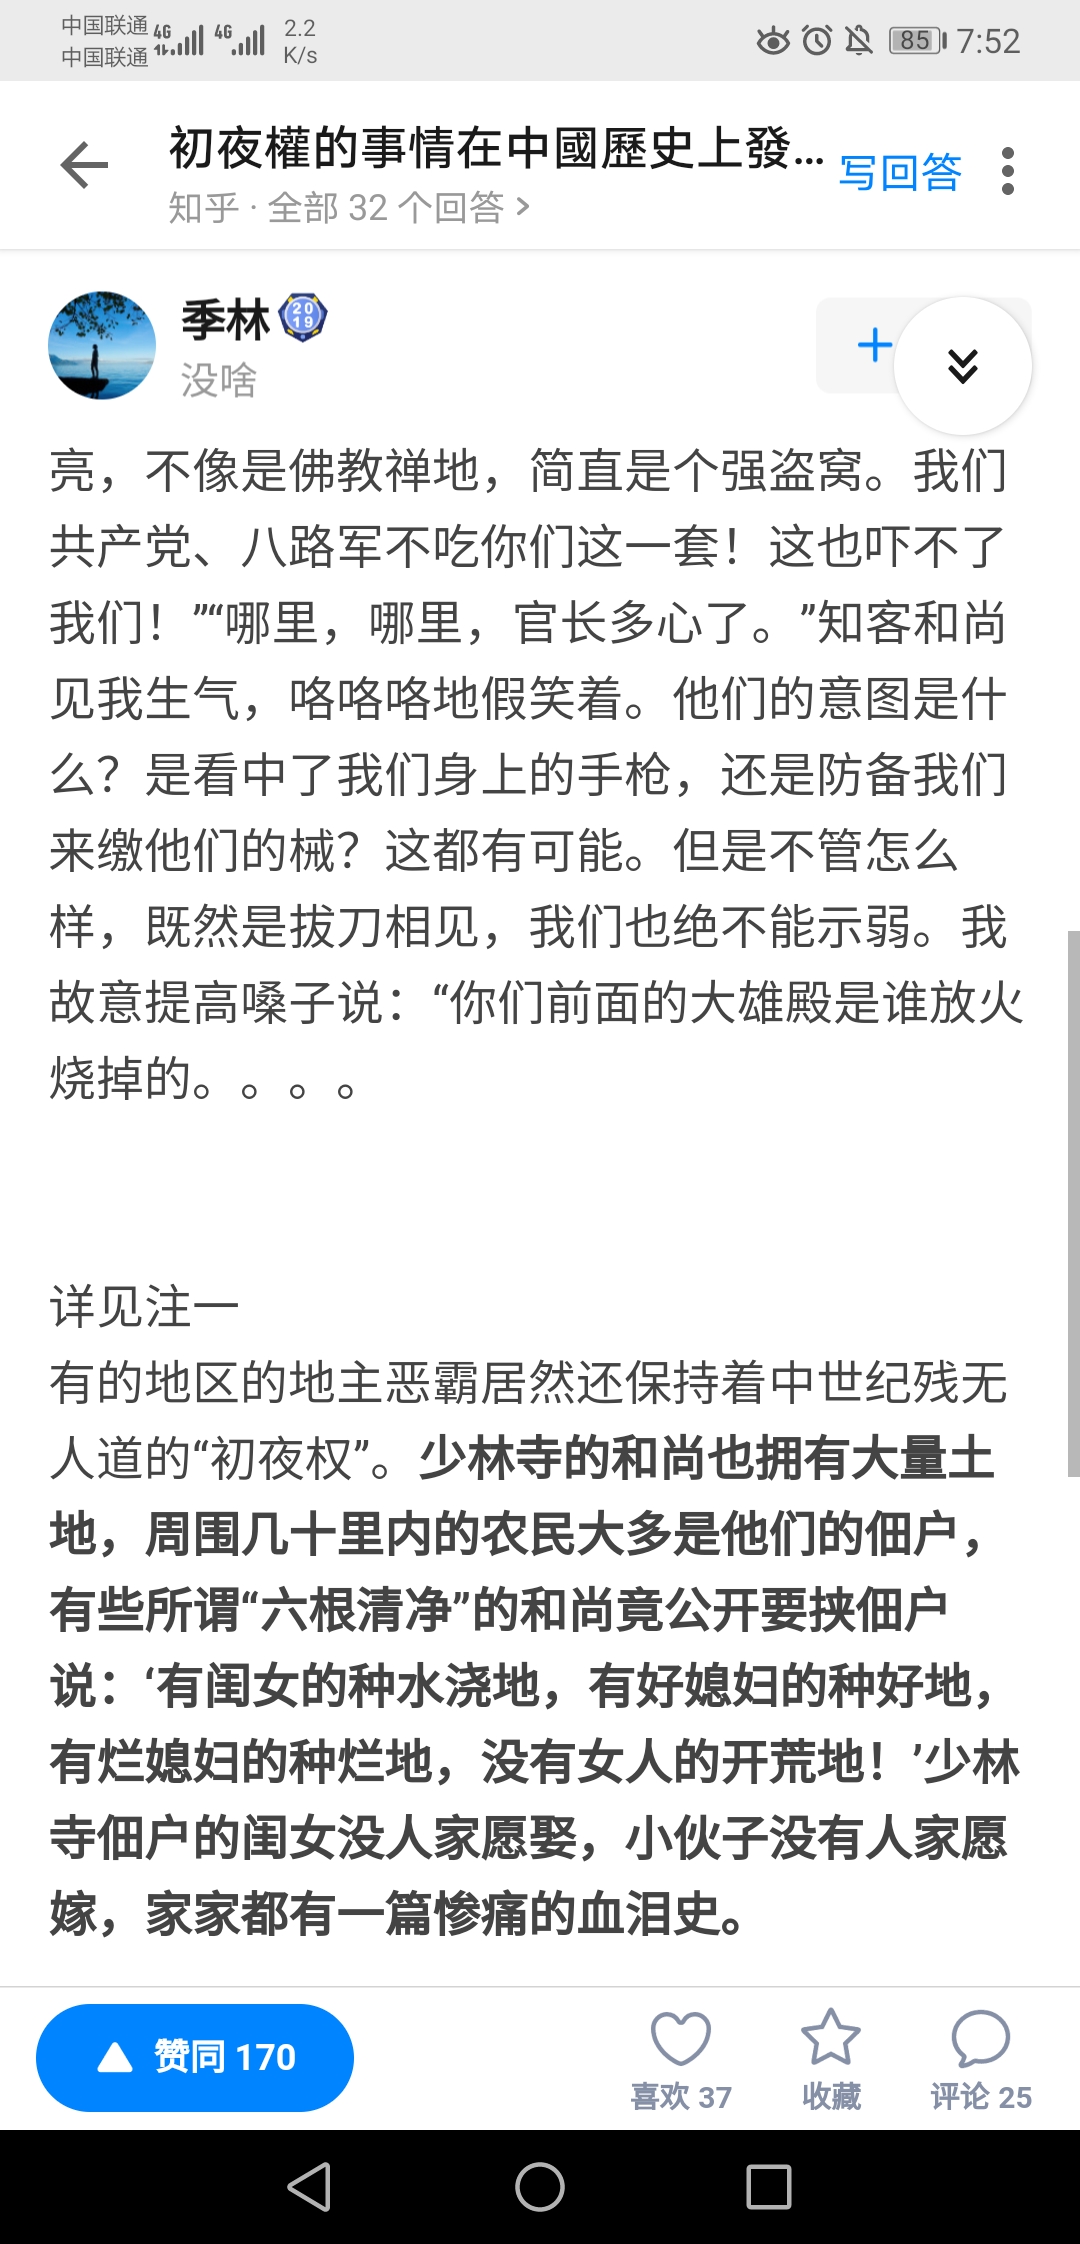 中国联通 4G 4G 2.2
中国联通 K/s 85 7:52
初夜權的事情在中國歷史上發... 写回答
知乎 · 全部 32 个回答 >
季林 2019
没啥
亮，不像是佛教禅地，简直是个强盗窝。我们
共产党、八路军不吃你们这一套！这也吓不了
我们！”“哪里，哪里，官长多心了。”知客和尚
见我生气，咯咯咯地假笑着。他们的意图是什
么？是看中了我们身上的手枪，还是防备我们
来缴他们的械？这都有可能。但是不管怎么
样，既然是拔刀相见，我们也绝不能示弱。我
故意提高嗓子说：“你们前面的大雄殿是谁放火
烧掉的。。。。
详见注一
有的地区的地主恶霸居然还保持着中世纪残无
人道的“初夜权”。少林寺的和尚也拥有大量土
地，周围几十里内的农民大多是他们的佃户，
有些所谓“六根清净”的和尚竟公开要挟佃户
说：‘有闺女的种水浇地，有好媳妇的种好地，
有烂媳妇的种烂地，没有女人的开荒地！’少林
寺佃户的闺女没人家愿娶，小伙子没有人家愿
嫁，家家都有一篇惨痛的血泪史。
赞同 170
喜欢 37 收藏 评论 25